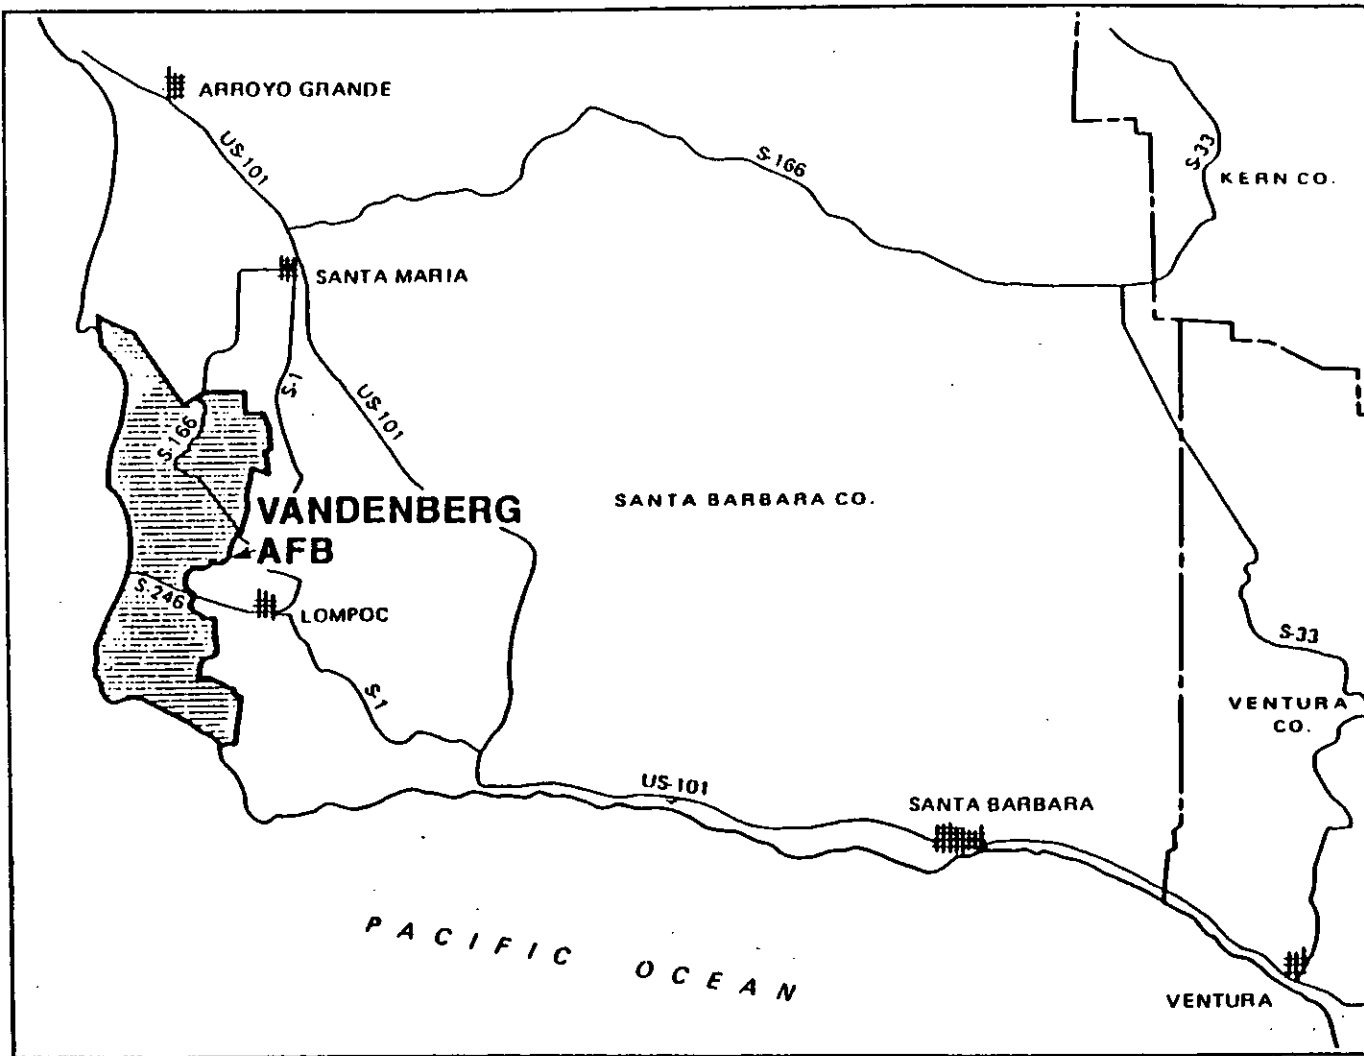 ARROYO GRANDE
US-101
S-166
S-33
KERN CO.
SANTA MARIA
S-1
US-101
S-166
VANDENBERG
AFB
SANTA BARBARA CO.
S-246
LOMPOC
S-1
S-33
VENTURA
CO.
US-101
SANTA BARBARA
PACIFIC OCEAN
VENTURA